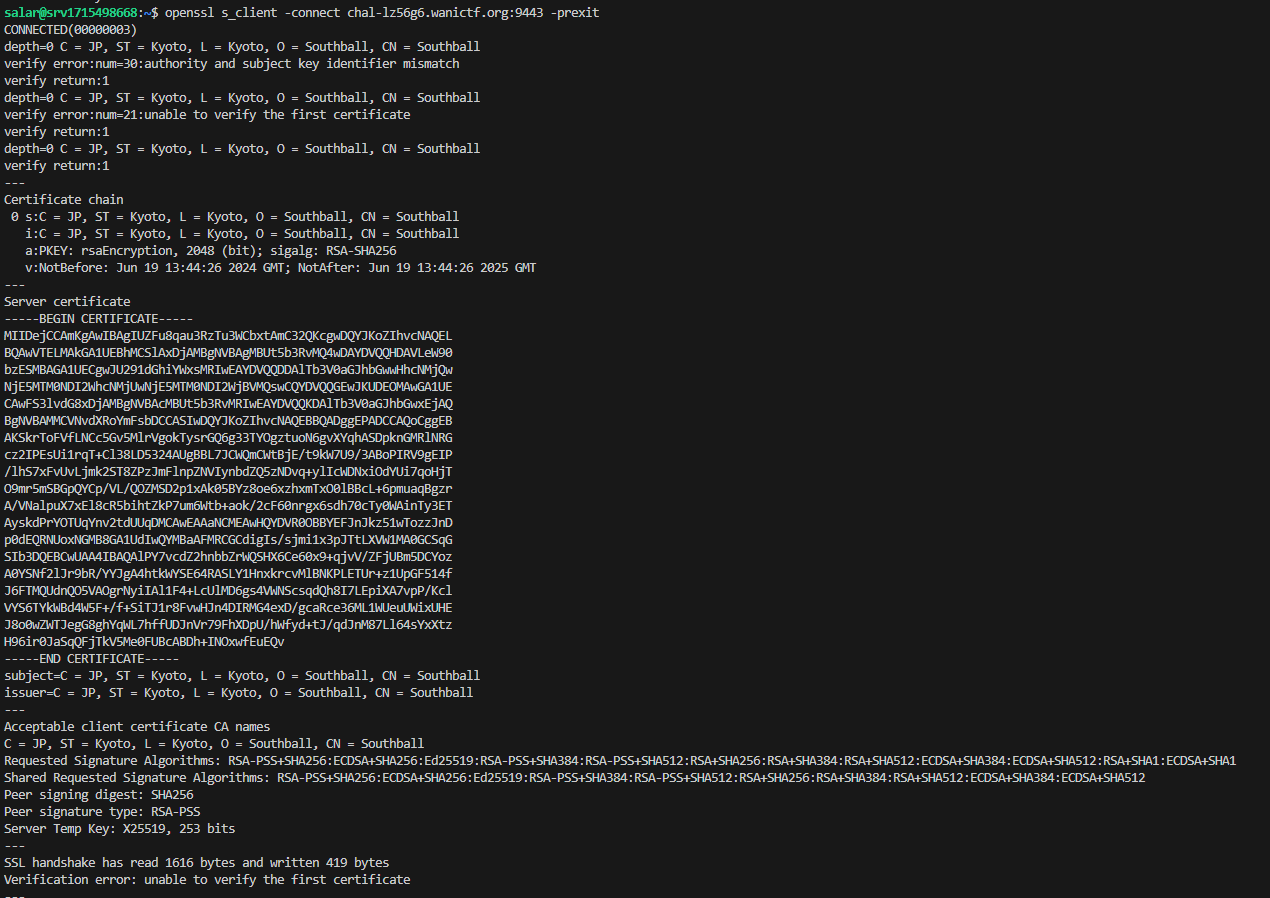 salar@srv1715498668:~$ openssl s_client -connect chal-lz56g6.wanictf.org:9443 -prexit
CONNECTED(00000003)
depth=0 C = JP, ST = Kyoto, L = Kyoto, O = Southball, CN = Southball
verify error:num=30:authority and subject key identifier mismatch
verify return:1
depth=0 C = JP, ST = Kyoto, L = Kyoto, O = Southball, CN = Southball
verify error:num=21:unable to verify the first certificate
verify return:1
depth=0 C = JP, ST = Kyoto, L = Kyoto, O = Southball, CN = Southball
verify return:1
---
Certificate chain
 0 s:C = JP, ST = Kyoto, L = Kyoto, O = Southball, CN = Southball
   i:C = JP, ST = Kyoto, L = Kyoto, O = Southball, CN = Southball
   a:PKEY: rsaEncryption, 2048 (bit); sigalg: RSA-SHA256
   v:NotBefore: Jun 19 13:44:26 2024 GMT; NotAfter: Jun 19 13:44:26 2025 GMT
---
Server certificate
-----BEGIN CERTIFICATE-----
MIIDejCCAmKgAwIBAgIUZFu8qau3RzTu3WCbxtAmC32QKcgwDQYJKoZIhvcNAQEL
BQAwVTELMAkGA1UEBhMCSlAxDjAMBgNVBAgMBUt5b3RvMQ4wDAYDVQQHDAVLeW90
bzESMBAGA1UECgwJU291dGhiYWxsMRIwEAYDVQQDDAlTb3V0aGJhbGwwHhcNMjQw
NjE5MTM0NDI2WhcNMjUwNjE5MTM0NDI2WjBVMQswCQYDVQQGEwJKUDEOMAwGA1UE
CAwFS3lvdG8xDjAMBgNVBAcMBUt5b3RvMRIwEAYDVQQKDAlTb3V0aGJhbGwxEjAQ
BgNVBAMMCVNvdXRoYmFsbDCCASIwDQYJKoZIhvcNAQEBBQADggEPADCCAQoCggEB
AKSkrToFVfLNCc5Gv5MlrVgokTysrGQ6g33TYOgztuoN6gvXYqhASDpknGMRlNRG
cz2IPEsUi1rqT+Cl38LD5324AUgBBL7JCWQmCWtBjE/t9kW7U9/3ABoPIRV9gEIP
/lhS7xFvUvLjmk2ST8ZPzJmFlnpZNVIynbdZQ5zNDvq+ylIcWDNxiOdYUi7qoHjT
O9mr5mSBGpQYCp/VL/QOZMSD2p1xAk05BYz8oe6xzhxmTxO0lBBcL+6pmuaqBgzr
A/VNalpuX7xEl8cR5bihtZkP7um6Wtb+aok/2cF60nrgx6sdh70cTy0WAinTy3ET
AyskdPrYOTUqYnv2tdUUqDMCAwEAAaNCMEAwHQYDVR0OBBYEFJnJkz51wTozzJnD
p0dEQRNUoxNGMB8GA1UdIwQYMBaAFMRCGCdigIs/sjmi1x3pJTtLXVW1MA0GCSqG
SIb3DQEBCwUAA4IBAQAlPY7vcdZ2hnbbZrWQSHX6Ce60x9+qjvV/ZFjUBm5DCYoz
A0YSNf2lJr9bR/YYJgA4htkWYSE64RASLY1HnxkrcvMlBNKPLETUr+z1UpGF514f
J6FTMQUdnQO5VAOgrNyiIAl1F4+LcUlMD6gs4VWNScsqdQh8I7LEpiXA7vpP/Kcl
VYS6TYkWBd4W5F+/f+SiTJ1r8FvwHJn4DIRMG4exD/gcaRce36ML1WUeuUWixUHE
J8o0wZWTJegG8ghYqWL7hffUDJnVr79FhXDpU/hWfyd+tJ/qdJnM87Ll64sYxXtz
H96ir0JaSqQFjTkV5Me0FUBcABDh+INOxwfEuEQv
-----END CERTIFICATE-----
subject=C = JP, ST = Kyoto, L = Kyoto, O = Southball, CN = Southball
issuer=C = JP, ST = Kyoto, L = Kyoto, O = Southball, CN = Southball
---
Acceptable client certificate CA names
C = JP, ST = Kyoto, L = Kyoto, O = Southball, CN = Southball
Requested Signature Algorithms: RSA-PSS+SHA256:ECDSA+SHA256:Ed25519:RSA-PSS+SHA384:RSA-PSS+SHA512:RSA+SHA256:RSA+SHA384:RSA+SHA512:ECDSA+SHA384:ECDSA+SHA512:RSA+SHA1:ECDSA+SHA1
Shared Requested Signature Algorithms: RSA-PSS+SHA256:ECDSA+SHA256:Ed25519:RSA-PSS+SHA384:RSA-PSS+SHA512:RSA+SHA256:RSA+SHA384:RSA+SHA512:ECDSA+SHA384:ECDSA+SHA512
Peer signing digest: SHA256
Peer signature type: RSA-PSS
Server Temp Key: X25519, 253 bits
---
SSL handshake has read 1616 bytes and written 419 bytes
Verification error: unable to verify the first certificate
---